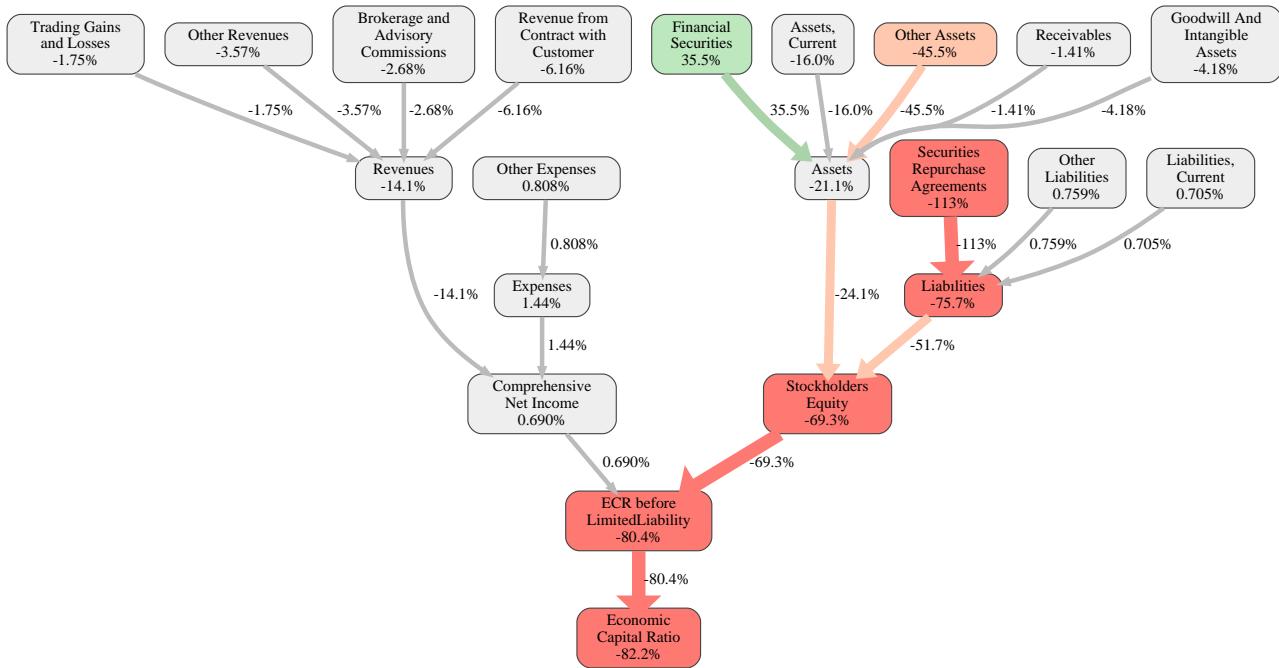 Trading Gains
and Losses
-1.75%
Other Revenues
-3.57%
Brokerage and
Advisory
Commissions
-2.68%
Revenue from
Contract with
Customer
-6.16%
Financial
Securities
35.5%
Assets,
Current
-16.0%
Other Assets
-45.5%
Receivables
-1.41%
Goodwill And
Intangible
Assets
-4.18%
-1.75%
-3.57%
-2.68%
-6.16%
35.5%
-16.0%
-45.5%
-1.41%
-4.18%
Revenues
-14.1%
Other Expenses
0.808%
Assets
-21.1%
Securities
Repurchase
Agreements
-113%
Other
Liabilities
0.759%
Liabilities,
Current
0.705%
0.808%
-113%
0.759%
0.705%
-14.1%
Expenses
1.44%
-24.1%
Liabilities
-75.7%
1.44%
-51.7%
Comprehensive
Net Income
0.690%
Stockholders
Equity
-69.3%
0.690%
-69.3%
ECR before
LimitedLiability
-80.4%
-80.4%
Economic
Capital Ratio
-82.2%